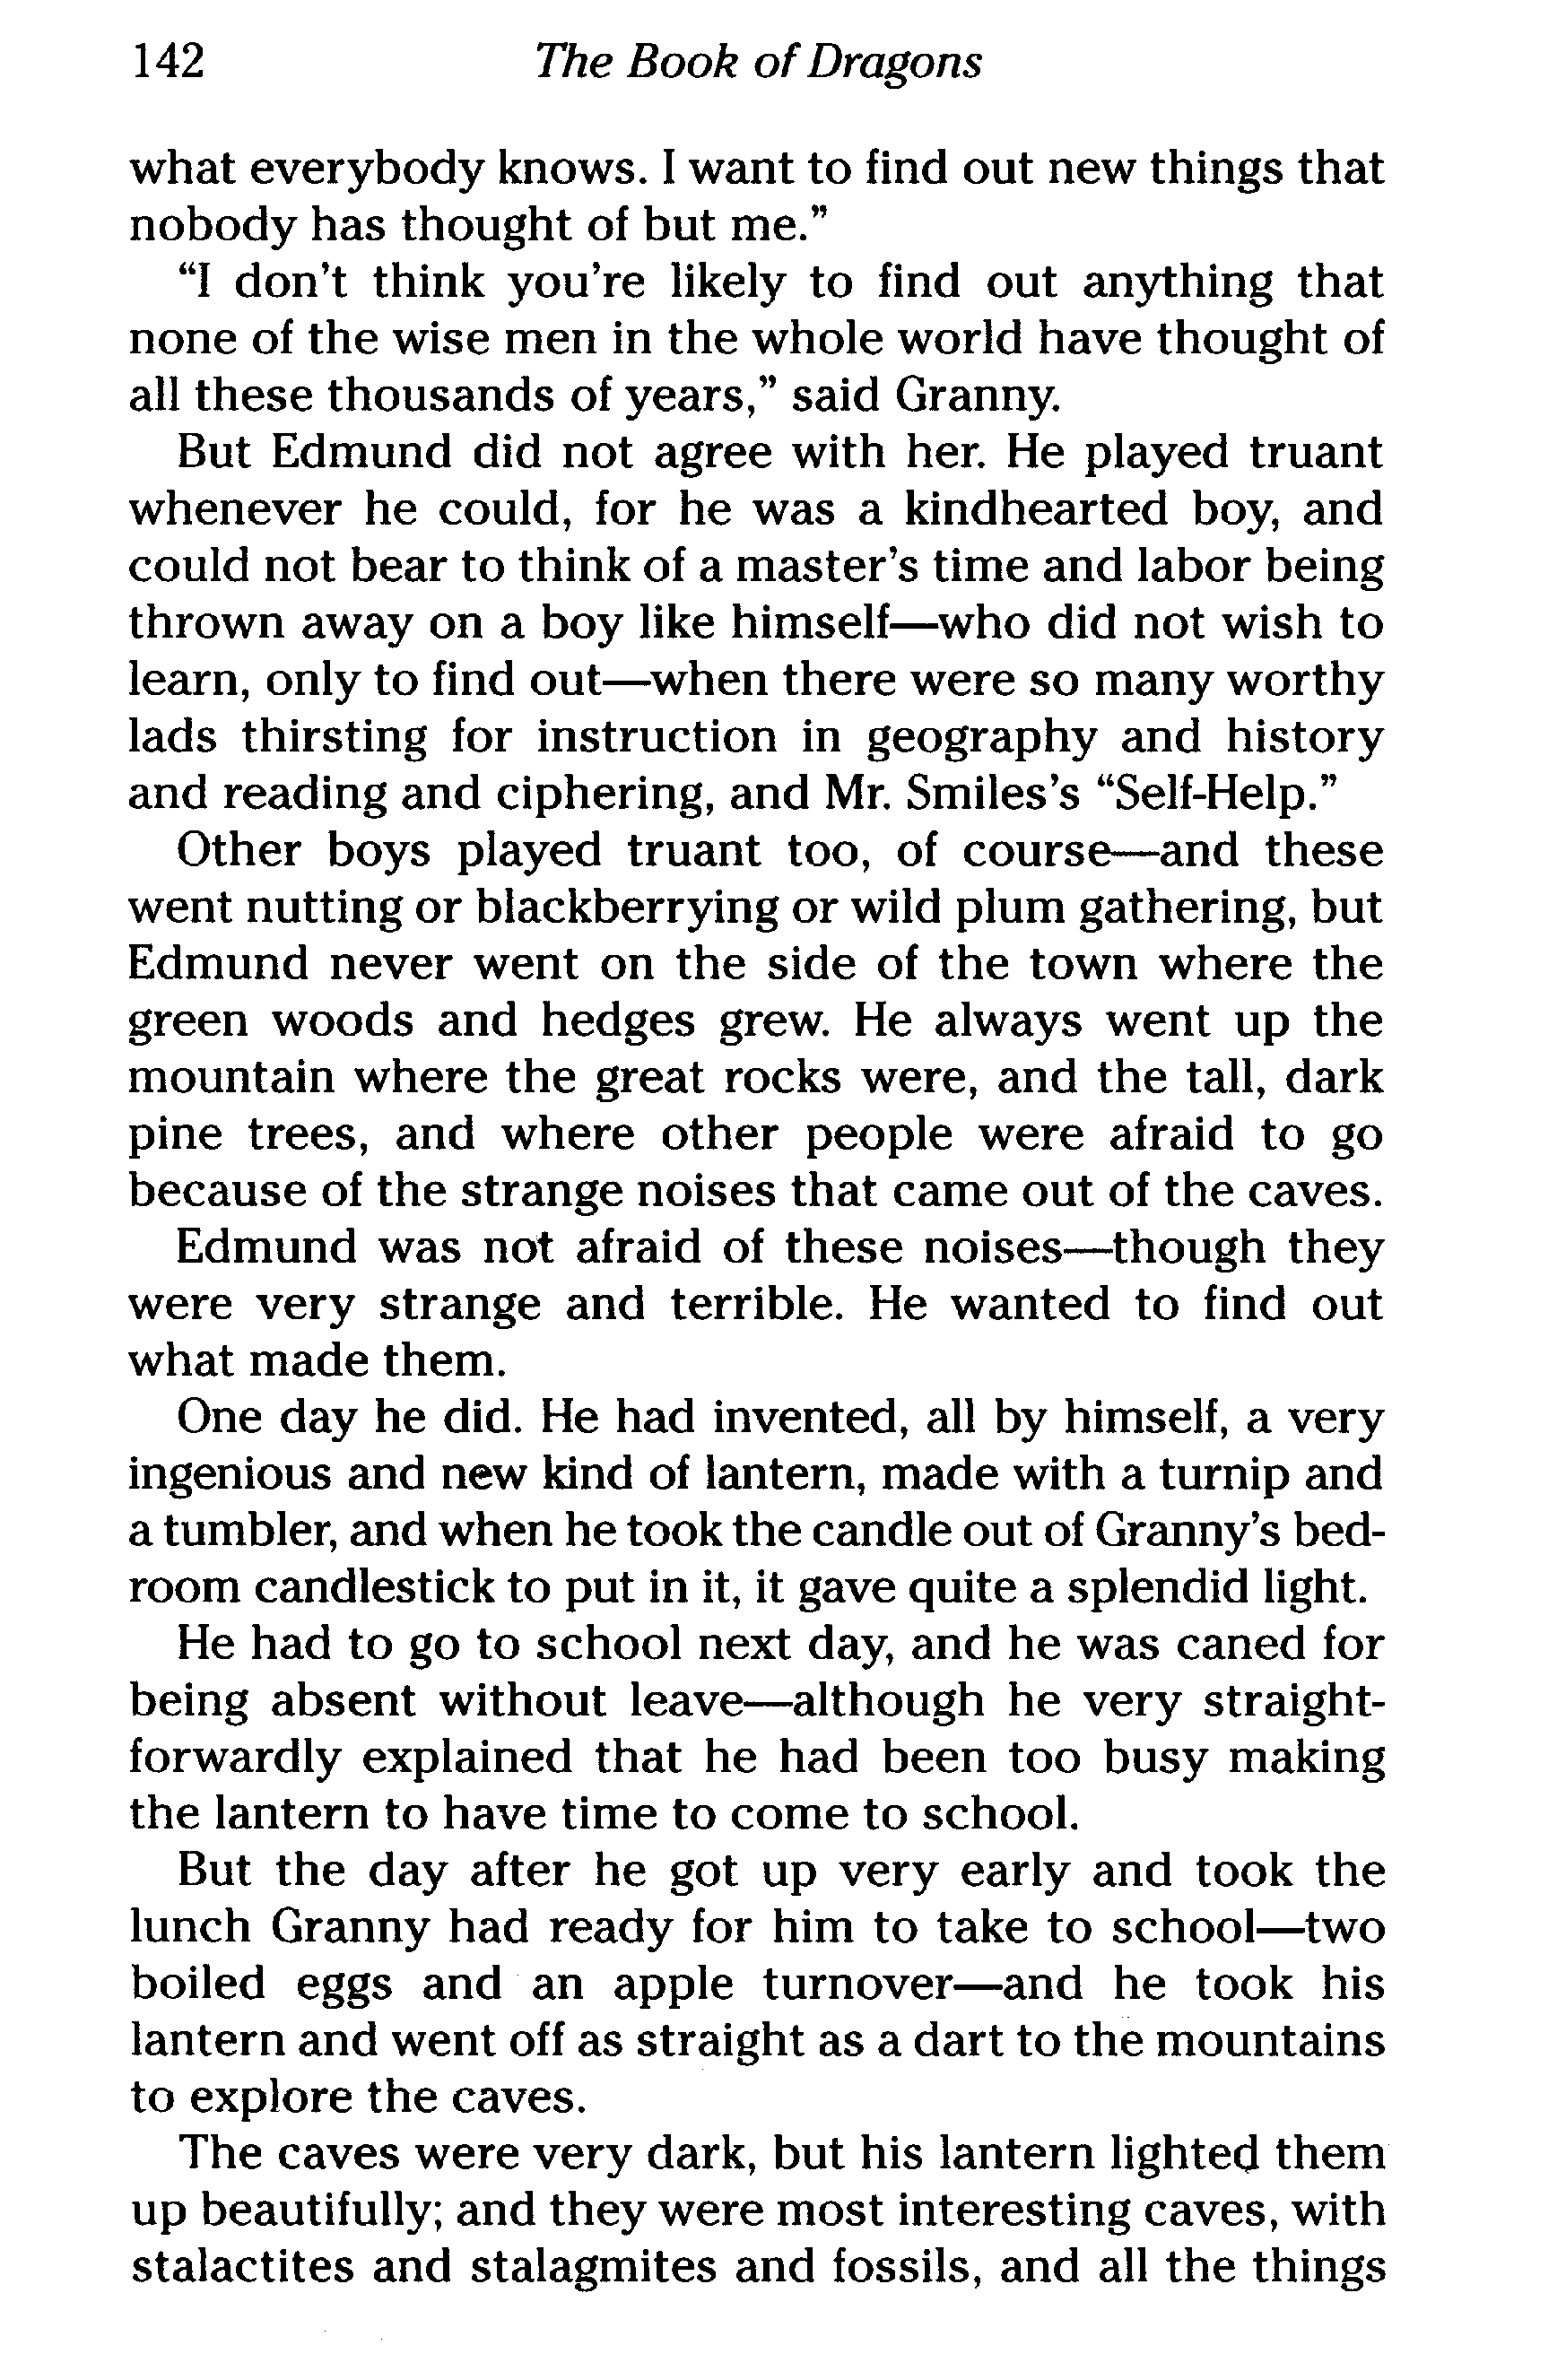 142 The Book of Dragons
what everybody knows. I want to find out new things that
nobody has thought of but me.”
“I don’t think you’re likely to find out anything that
none of the wise men in the whole world have thought of
all these thousands of years,” said Granny.
But Edmund did not agree with her. He played truant
whenever he could, for he was a kindhearted boy, and
could not bear to think of a master’s time and labor being
thrown away on a boy like himself—who did not wish to
learn, only to find out—when there were so many worthy
lads thirsting for instruction in geography and history
and reading and ciphering, and Mr. Smiles’s “Self-Help.”
Other boys played truant too, of course—and these
went nutting or blackberrying or wild plum gathering, but
Edmund never went on the side of the town where the
green woods and hedges grew. He always went up the
mountain where the great rocks were, and the tall, dark
pine trees, and where other people were afraid to go
because of the strange noises that came out of the caves.
Edmund was not afraid of these noises—though they
were very strange and terrible. He wanted to find out
what made them.
One day he did. He had invented, all by himself, a very
ingenious and new kind of lantern, made with a turnip and
a tumbler, and when he took the candle out of Granny’s bed-
room candlestick to put in it, it gave quite a splendid light.
He had to go to school next day, and he was caned for
being absent without leave—although he very straight-
forwardly explained that he had been too busy making
the lantern to have time to come to school.
But the day after he got up very early and took the
lunch Granny had ready for him to take to school—two
boiled eggs and an apple turnover—and he took his
lantern and went off as straight as a dart to the mountains
to explore the caves.
The caves were very dark, but his lantern lighted them
up beautifully; and they were most interesting caves, with
stalactites and stalagmites and fossils, and all the things